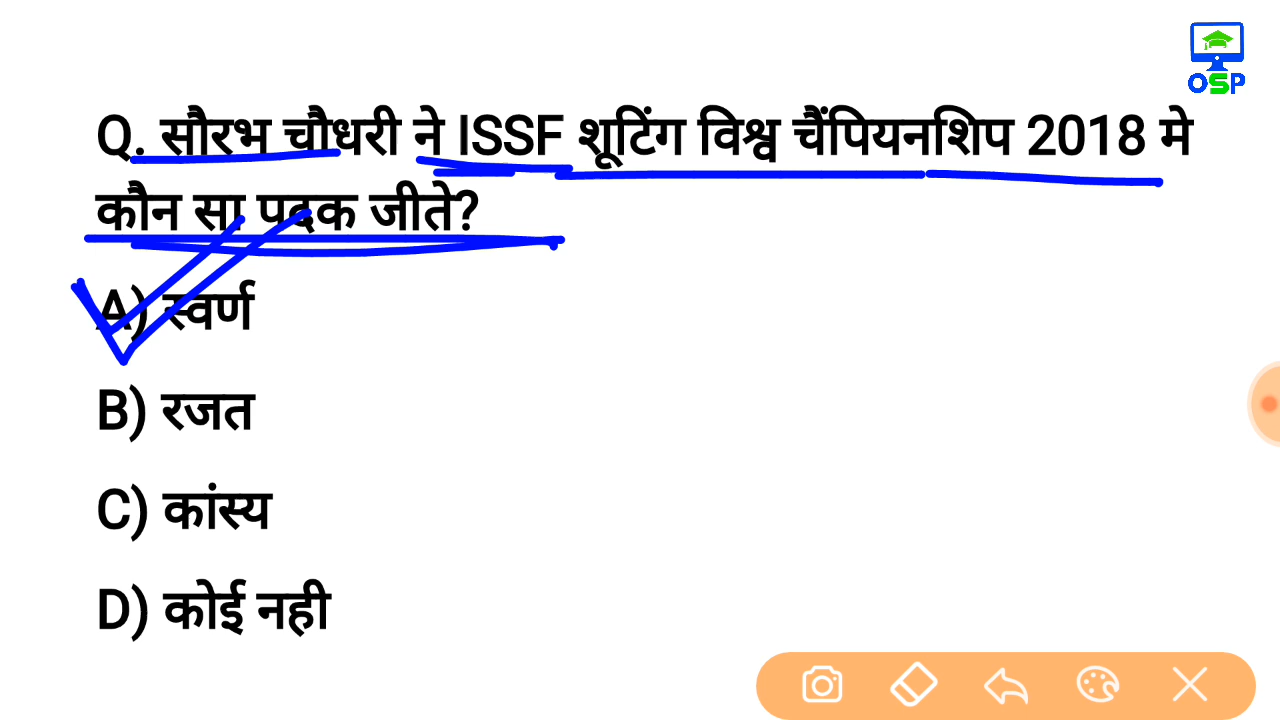 OSP
Q. सौरभ चौधरी ने ISSF शूटिंग विश्व चैंपियनशिप 2018 मे
कौन सा पदक जीते?
A) स्वर्ण
B) रजत
C) कांस्य
D) कोई नही